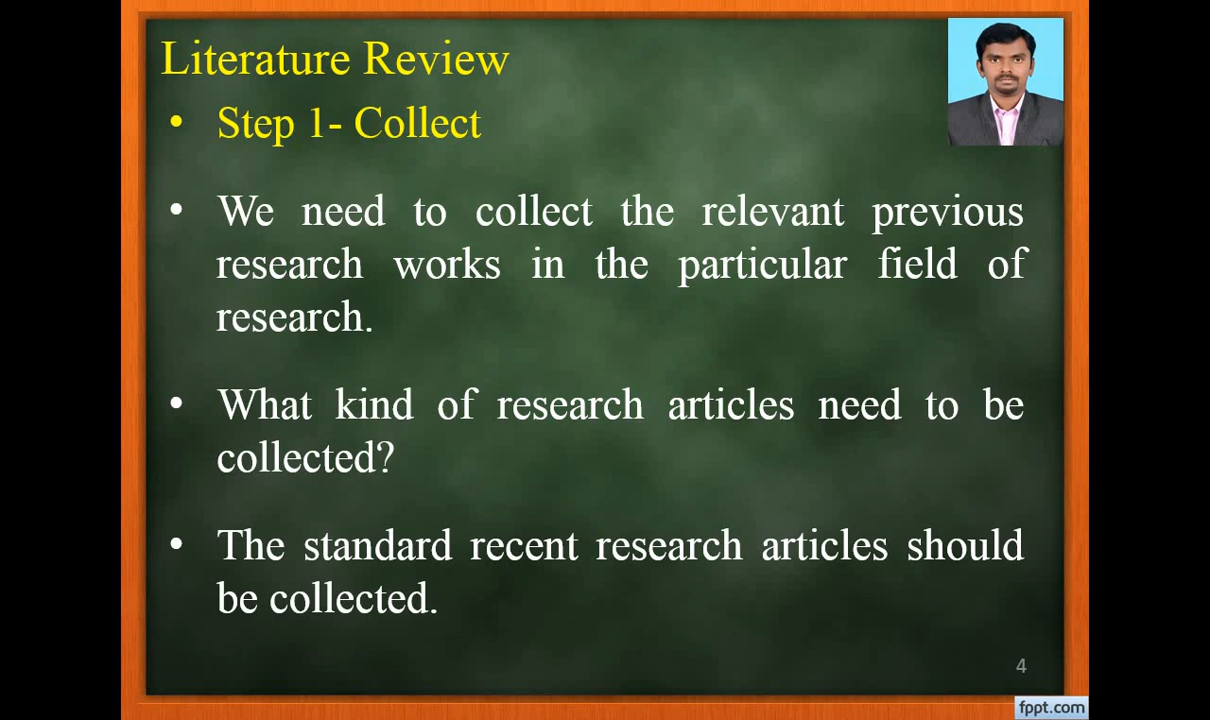 Literature Review
• Step 1- Collect
• We need to collect the relevant previous
research works in the particular field of
research.
• What kind of research articles need to be
collected?
• The standard recent research articles should
be collected.
4
fppt.com